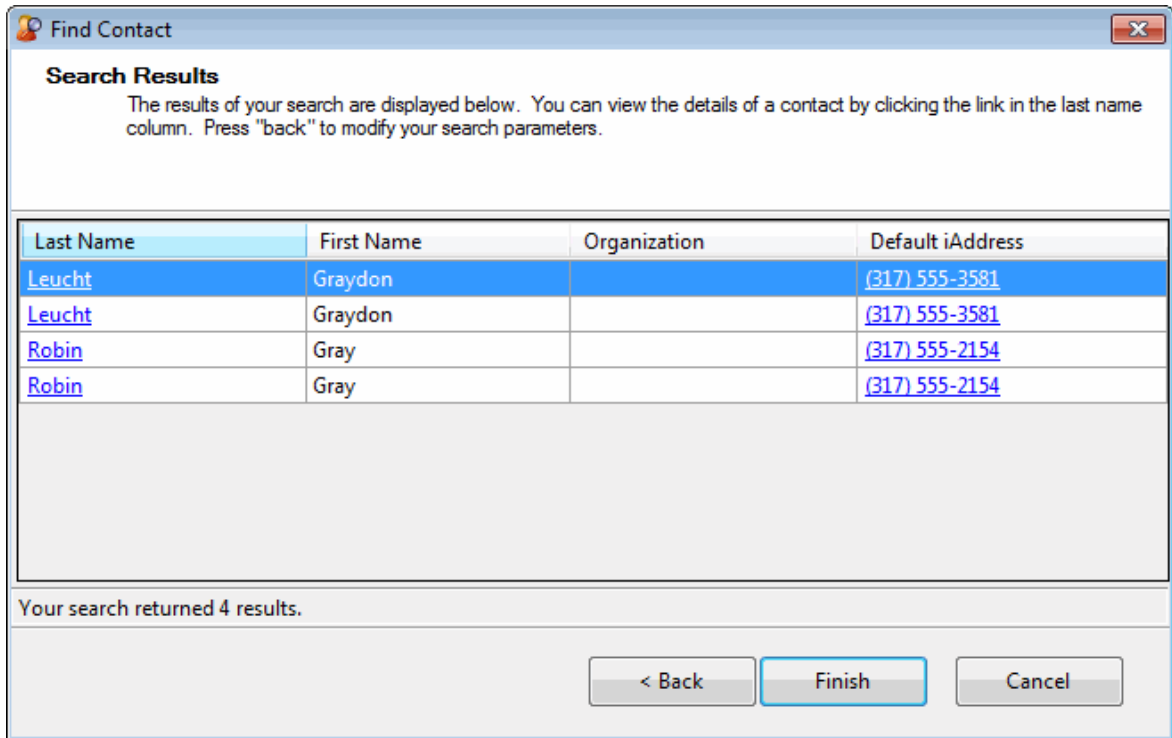 Find Contact
Search Results
The results of your search are displayed below.  You can view the details of a contact by clicking the link in the last name
column.  Press "back" to modify your search parameters.
Last Name First Name Organization Default iAddress
Leucht Graydon (317) 555-3581
Leucht Graydon (317) 555-3581
Robin Gray (317) 555-2154
Robin Gray (317) 555-2154
Your search returned 4 results.
< Back Finish Cancel